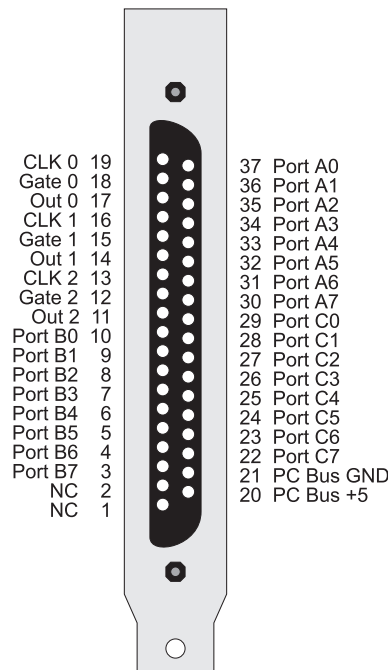 CLK 0 19
Gate 0 18
Out 0 17
CLK 1 16
Gate 1 15
Out 1 14
CLK 2 13
Gate 2 12
Out 2 11
Port B0 10
Port B1 9
Port B2 8
Port B3 7
Port B4 6
Port B5 5
Port B6 4
Port B7 3
NC 2
NC 1
37 Port A0
36 Port A1
35 Port A2
34 Port A3
33 Port A4
32 Port A5
31 Port A6
30 Port A7
29 Port C0
28 Port C1
27 Port C2
26 Port C3
25 Port C4
24 Port C5
23 Port C6
22 Port C7
21 PC Bus GND
20 PC Bus +5